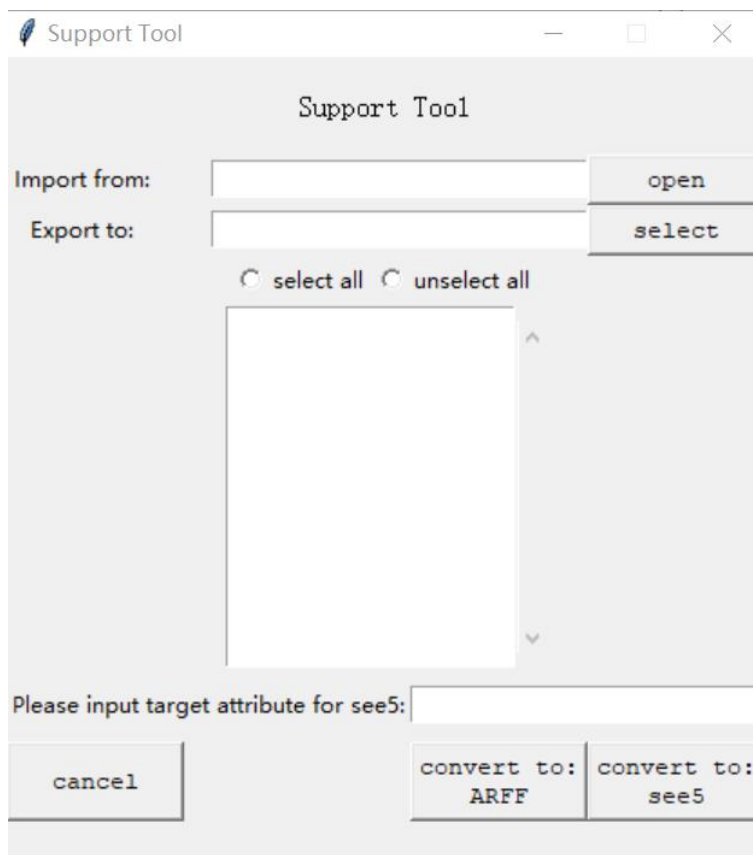 Support Tool
Support Tool
Import from:
open
Export to:
select
select all
unselect all
Please input target attribute for see5:
cancel
convert to:
ARFF
convert to:
see5